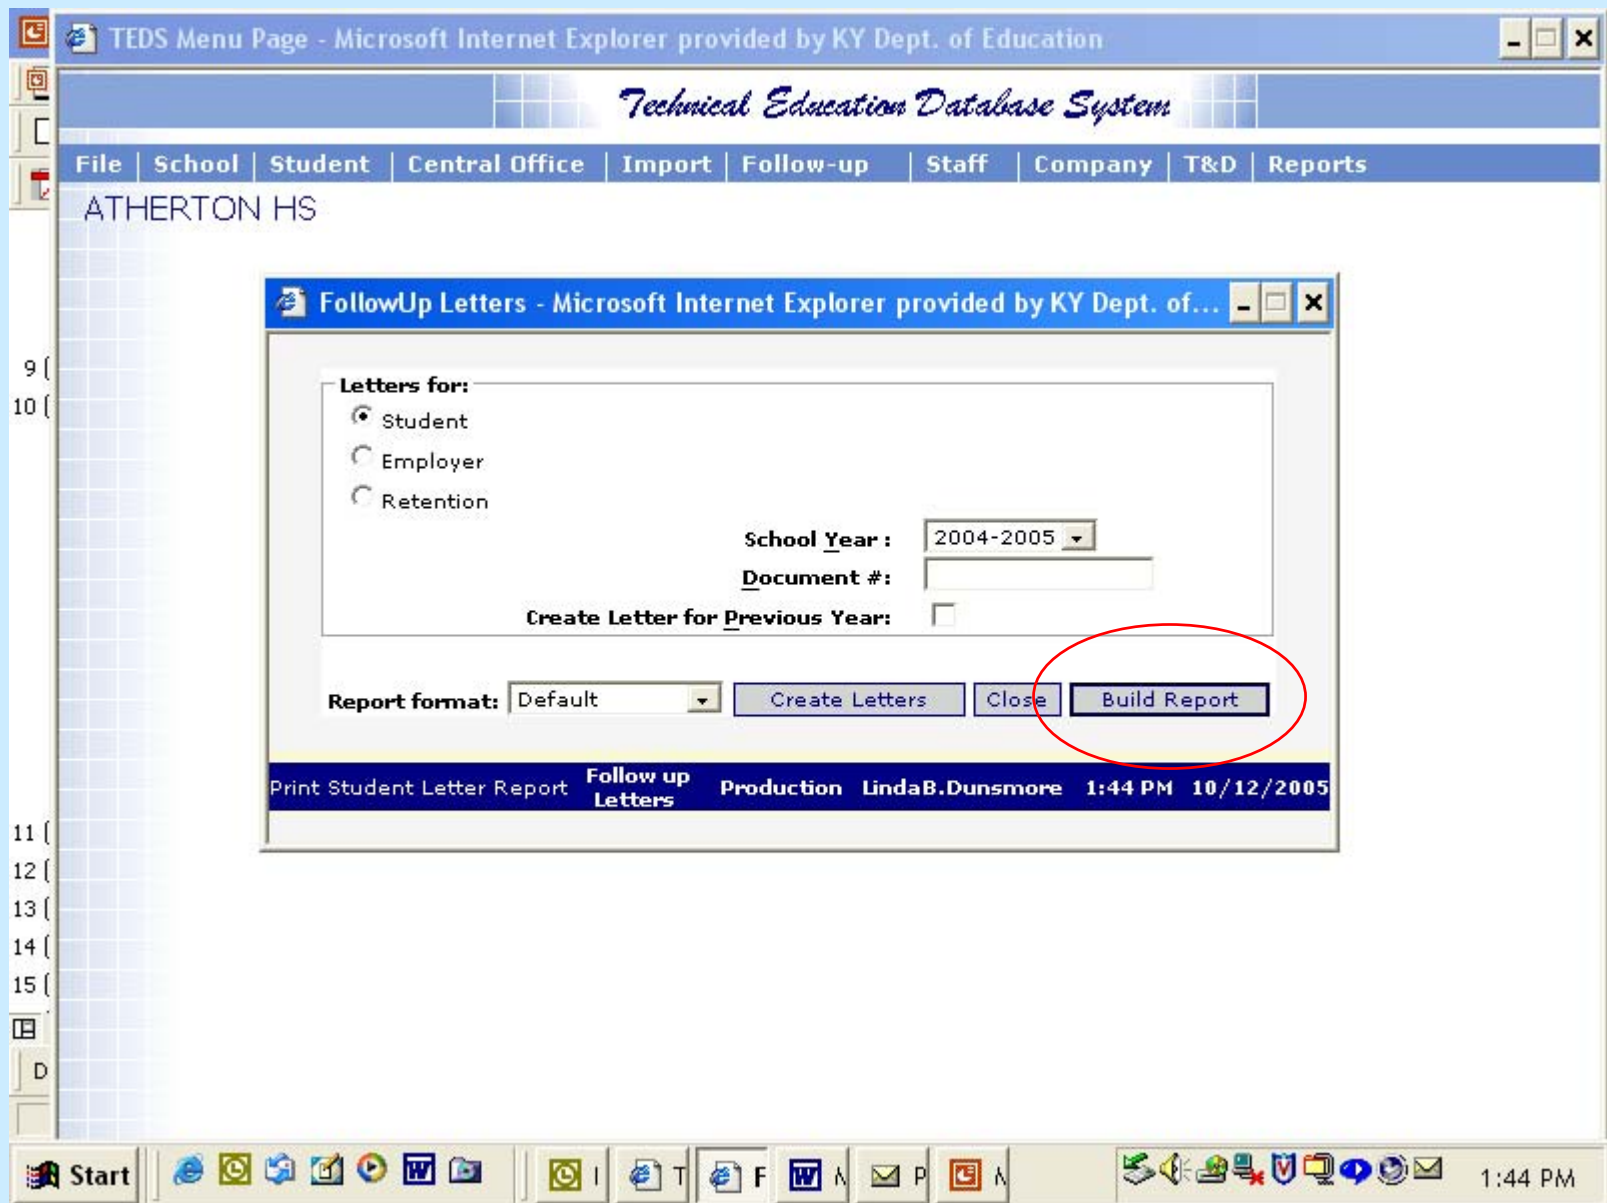 TEDS Menu Page - Microsoft Internet Explorer provided by KY Dept. of Education
Technical Education Database System
File | School | Student | Central Office | Import | Follow-up | Staff | Company | T&D | Reports
ATHERTON HS
FollowUp Letters - Microsoft Internet Explorer provided by KY Dept. of...
9
10
Letters for:
Student
Employer
Retention
School Year : 2004-2005
Document #:
Create Letter for Previous Year:
Report format: Default Create Letters Close Build Report
Print Student Letter Report Follow up Letters Production LindaB.Dunsmore 1:44 PM 10/12/2005
11
12
13
14
15
D
Start I T F P 1:44 PM